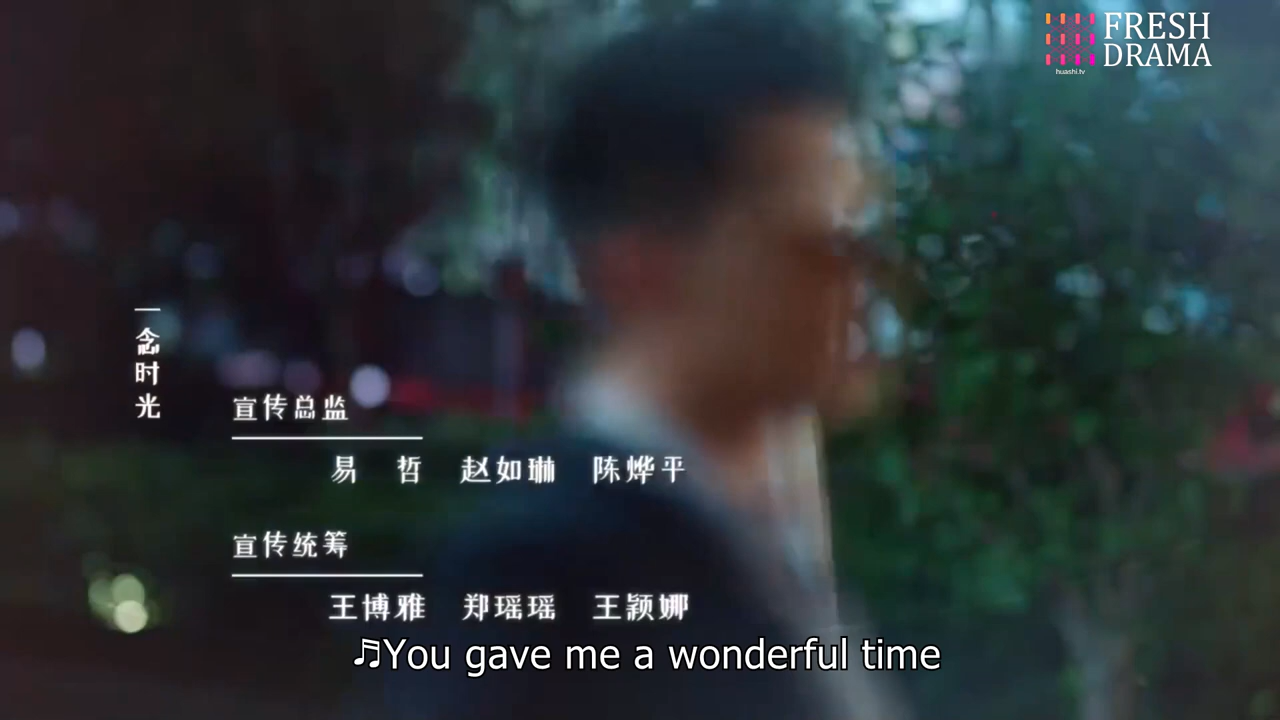 FRESH
DRAMA
huashi.tv
一念时光
宣传总监
易 哲 赵如琳 陈烨平
宣传统筹
王博雅 郑瑶瑶 王颖娜
♫You gave me a wonderful time